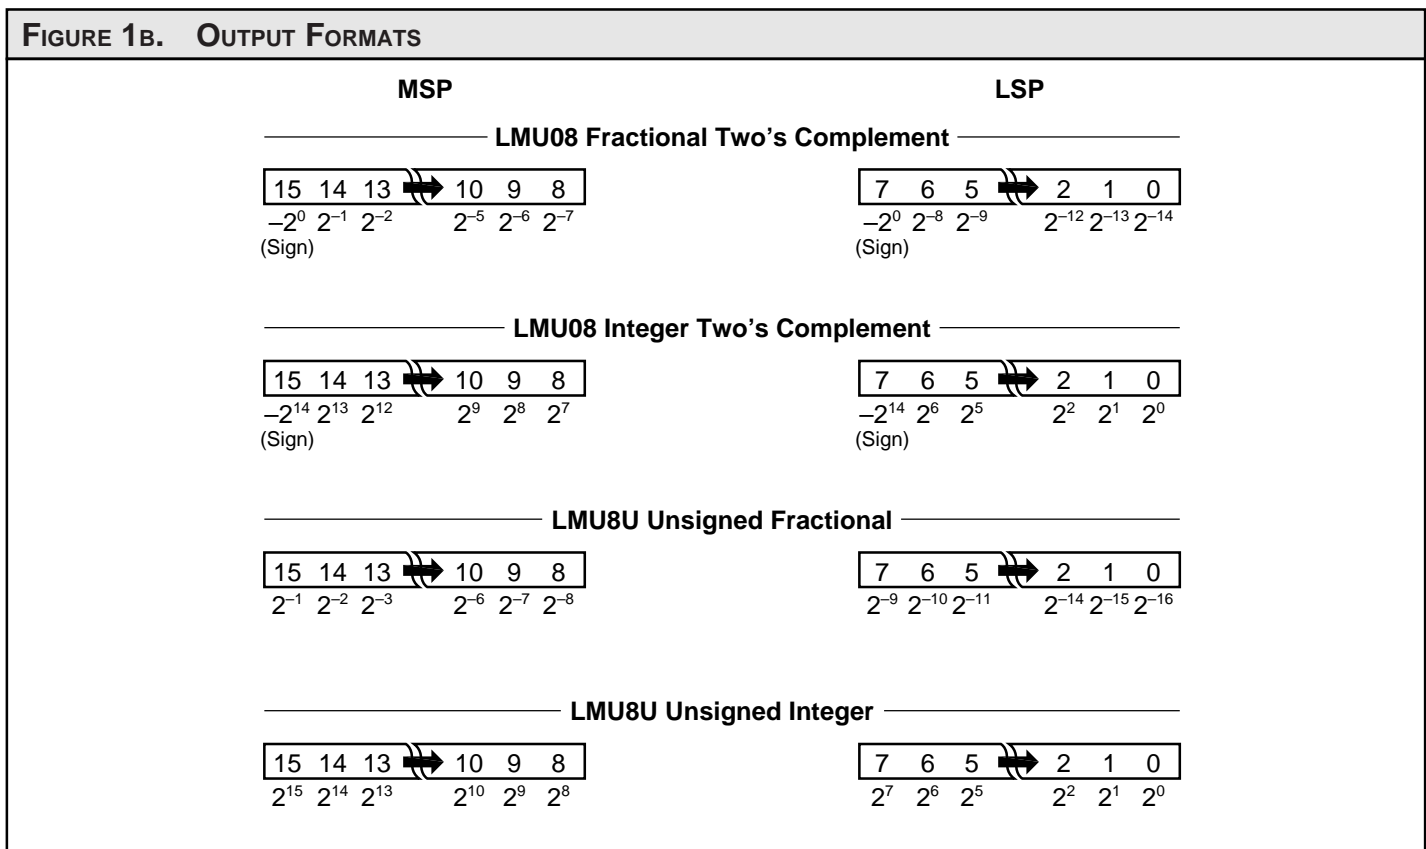 FIGURE 1B. OUTPUT FORMATS
MSP LSP
LMU08 Fractional Two's Complement
15 14 13 10 9 8 7 6 5 2 1 0
–2⁰ 2⁻¹ 2⁻² 2⁻⁵ 2⁻⁶ 2⁻⁷ –2⁰ 2⁻⁸ 2⁻⁹ 2⁻¹² 2⁻¹³ 2⁻¹⁴
(Sign) (Sign)
LMU08 Integer Two's Complement
15 14 13 10 9 8 7 6 5 2 1 0
–2¹⁴ 2¹³ 2¹² 2⁹ 2⁸ 2⁷ –2¹⁴ 2⁶ 2⁵ 2² 2¹ 2⁰
(Sign) (Sign)
LMU8U Unsigned Fractional
15 14 13 10 9 8 7 6 5 2 1 0
2⁻¹ 2⁻² 2⁻³ 2⁻⁶ 2⁻⁷ 2⁻⁸ 2⁻⁹ 2⁻¹⁰ 2⁻¹¹ 2⁻¹⁴ 2⁻¹⁵ 2⁻¹⁶
LMU8U Unsigned Integer
15 14 13 10 9 8 7 6 5 2 1 0
2¹⁵ 2¹⁴ 2¹³ 2¹⁰ 2⁹ 2⁸ 2⁷ 2⁶ 2⁵ 2² 2¹ 2⁰